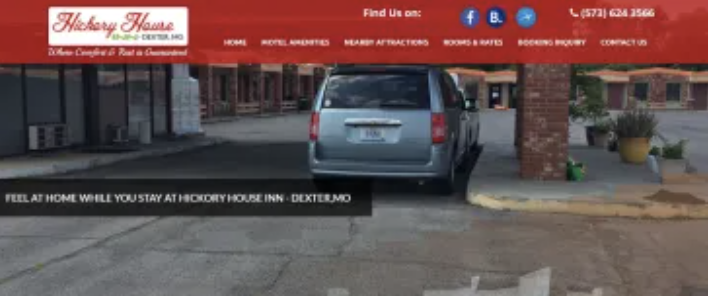 Find Us on:
(573) 624 3566
Hickory House
INN - DEXTER, MO
Where Comfort & Rest is Guaranteed
HOME HOTEL AMENITIES NEARBY ATTRACTIONS ROOMS & RATES BOOKING INQUIRY CONTACT US
FEEL AT HOME WHILE YOU STAY AT HICKORY HOUSE INN - DEXTER,MO